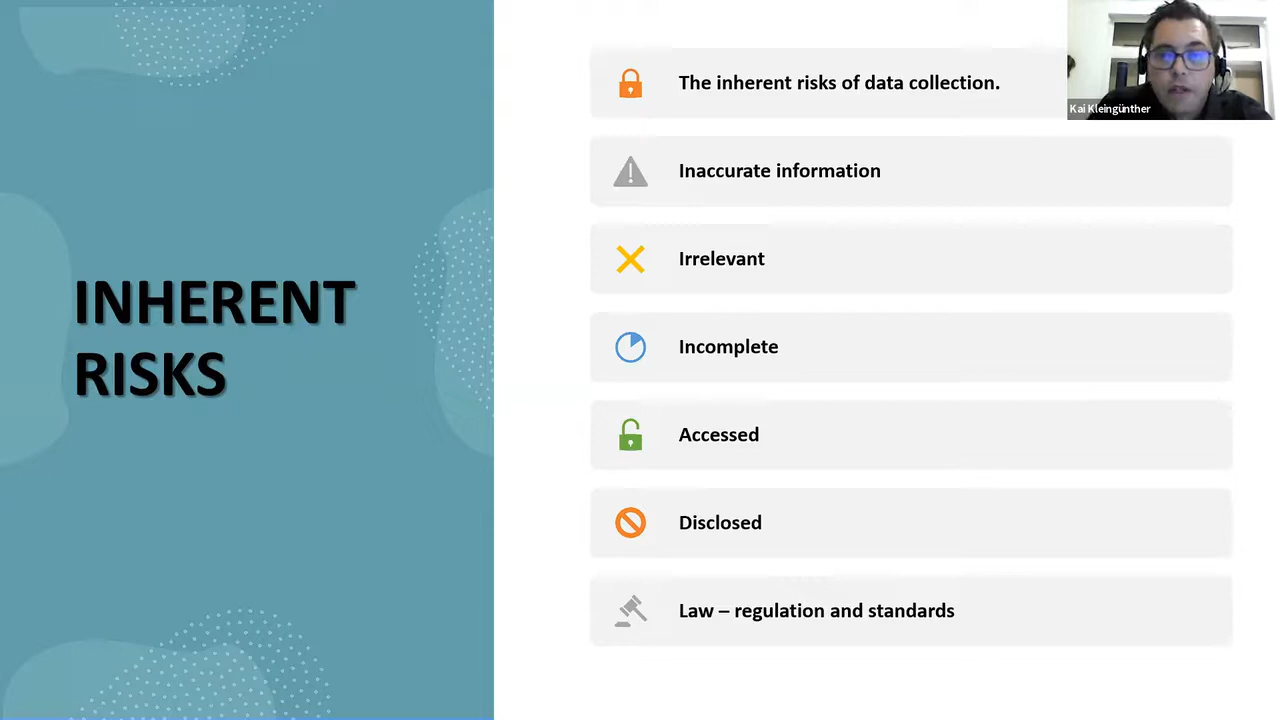 INHERENT
RISKS
The inherent risks of data collection.
Inaccurate information
Irrelevant
Incomplete
Accessed
Disclosed
Law – regulation and standards
Kai Kleingünther